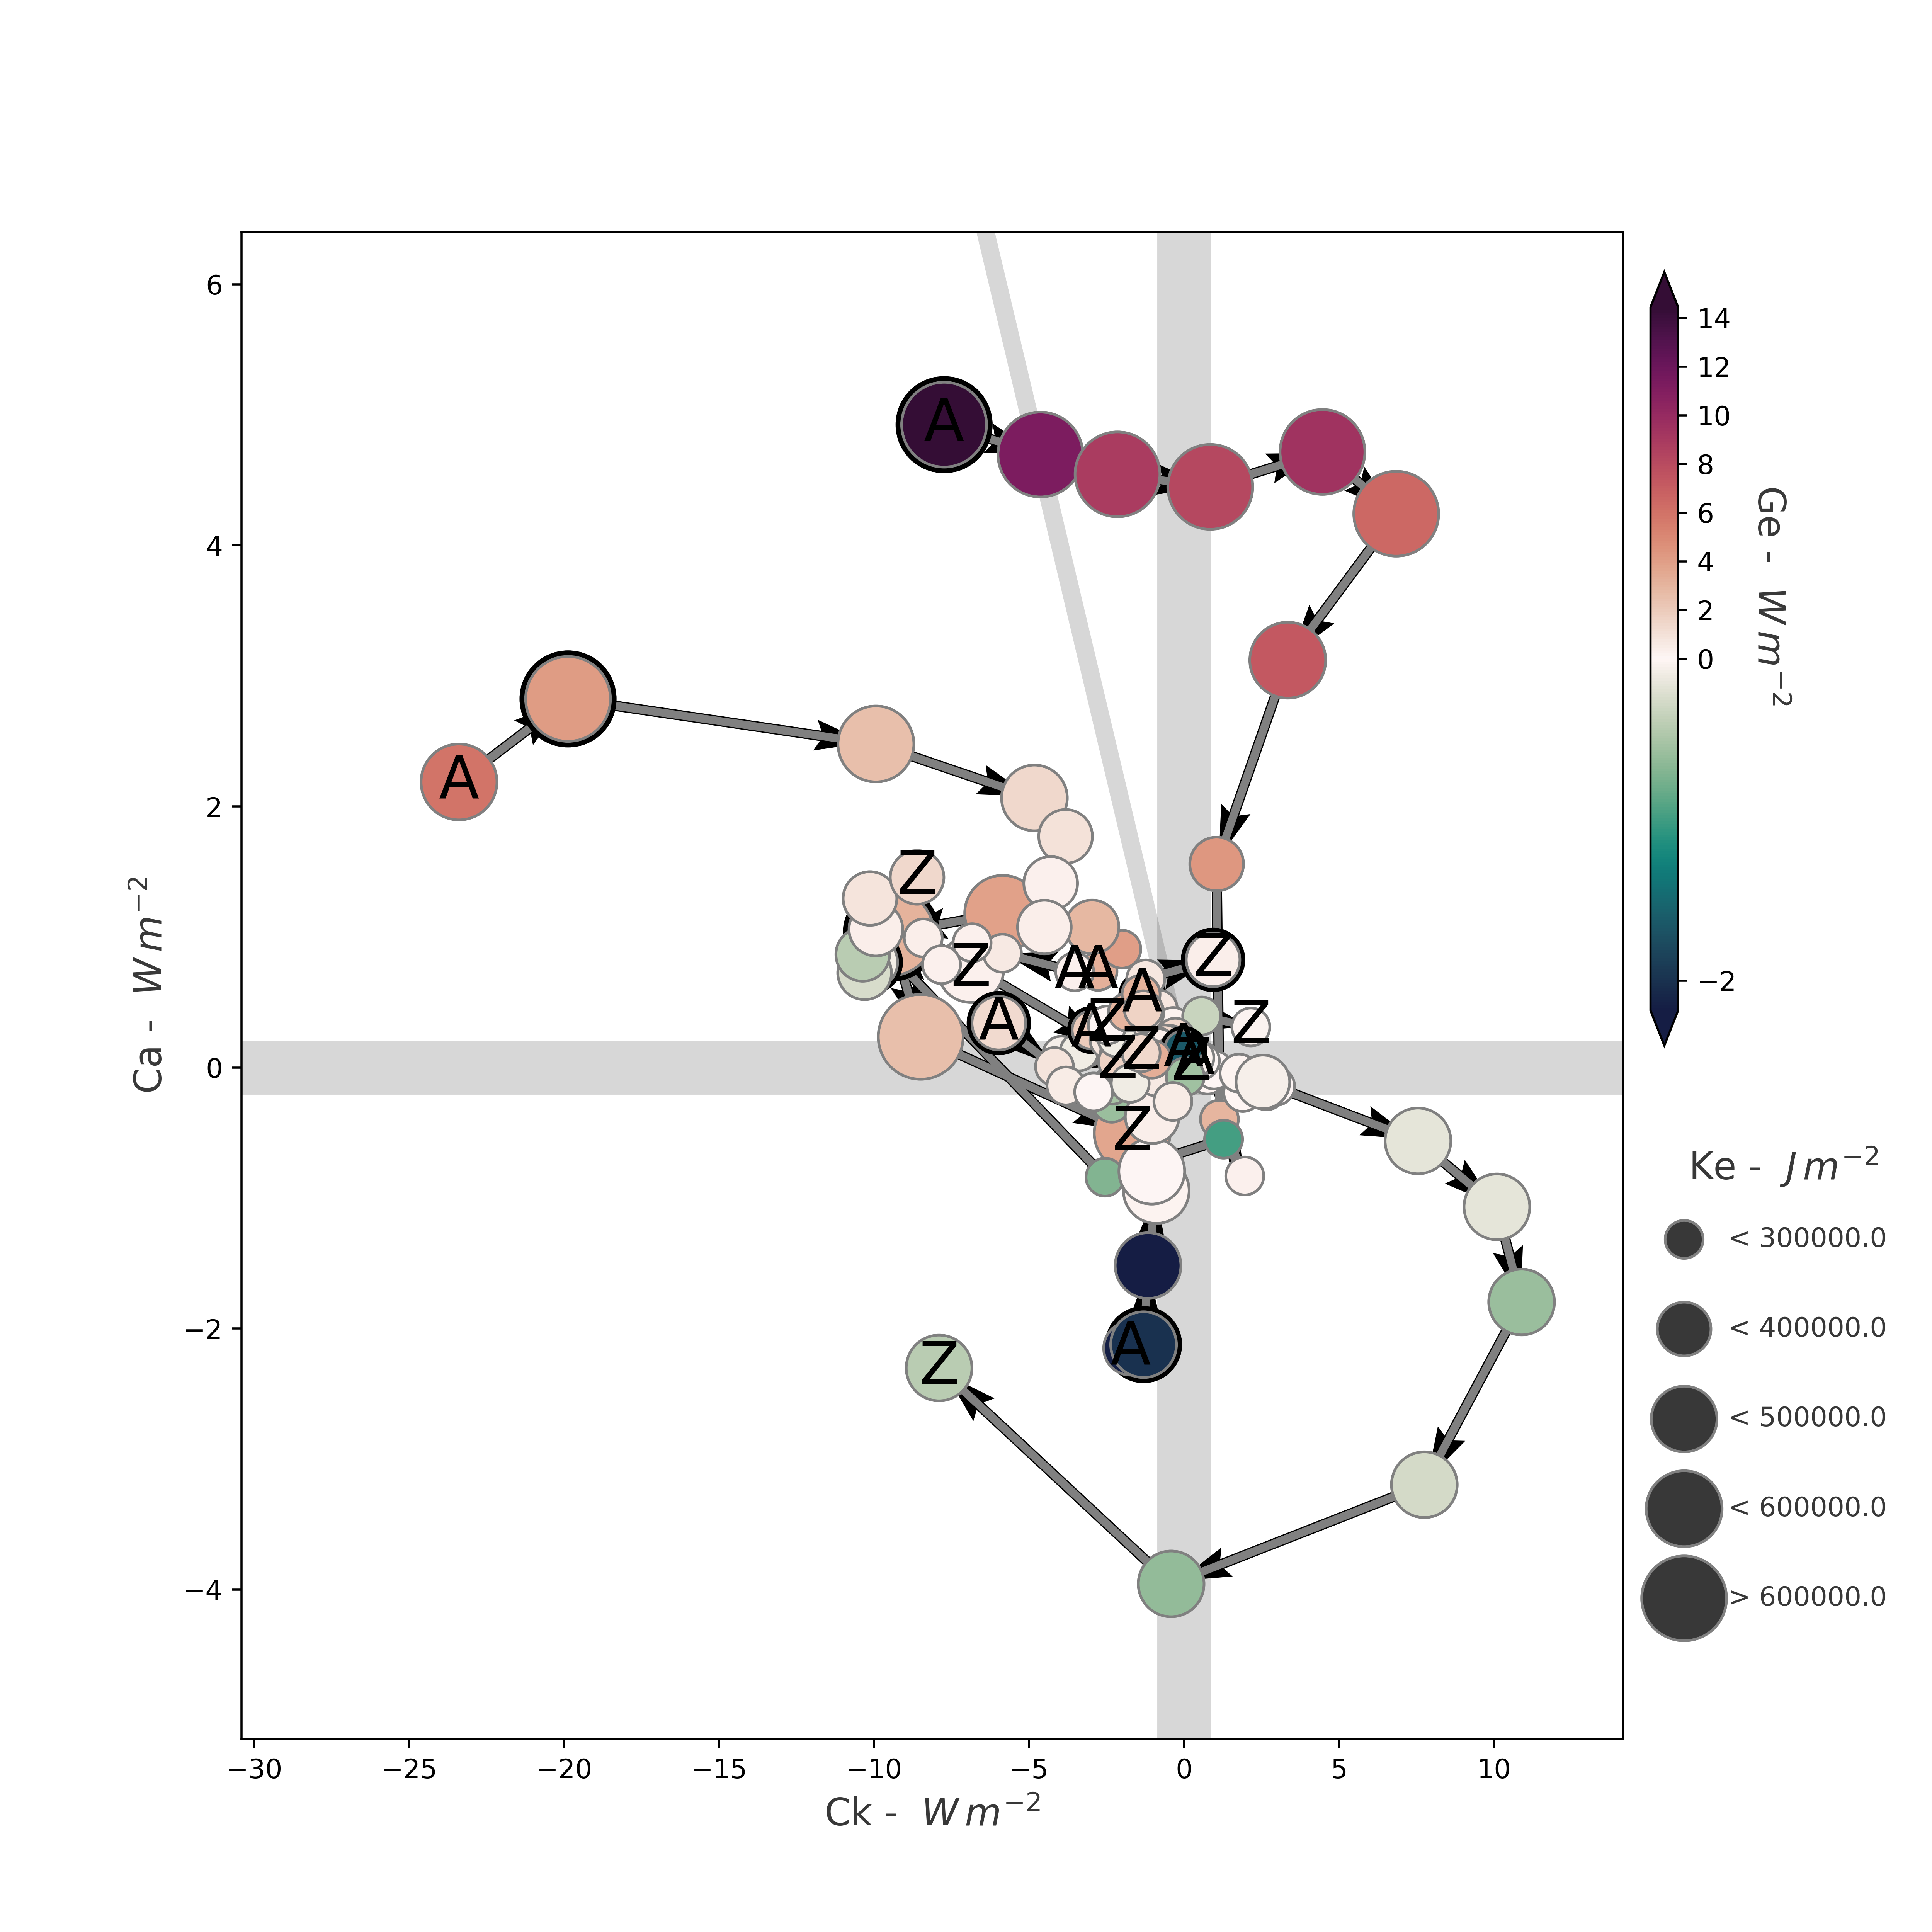 6
4
2
0
−2
−4
Ca - W m−2
−30
−25
−20
−15
−10
−5
0
5
10
Ck - W m−2
A
A
Z
Z
A
A
A
Z
A
A
Z
Z
Z
Z
A
A
Z
Z
A
Z
14
12
10
8
6
4
2
0
−2
Ge - W m−2
Ke - J m−2
< 300000.0
< 400000.0
< 500000.0
< 600000.0
> 600000.0